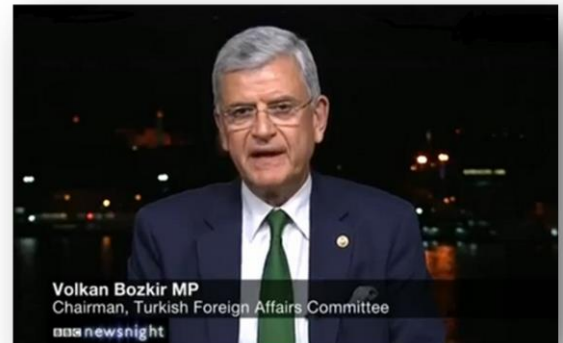 Volkan Bozkir MP
Chairman, Turkish Foreign Affairs Committee
BBC newsnight